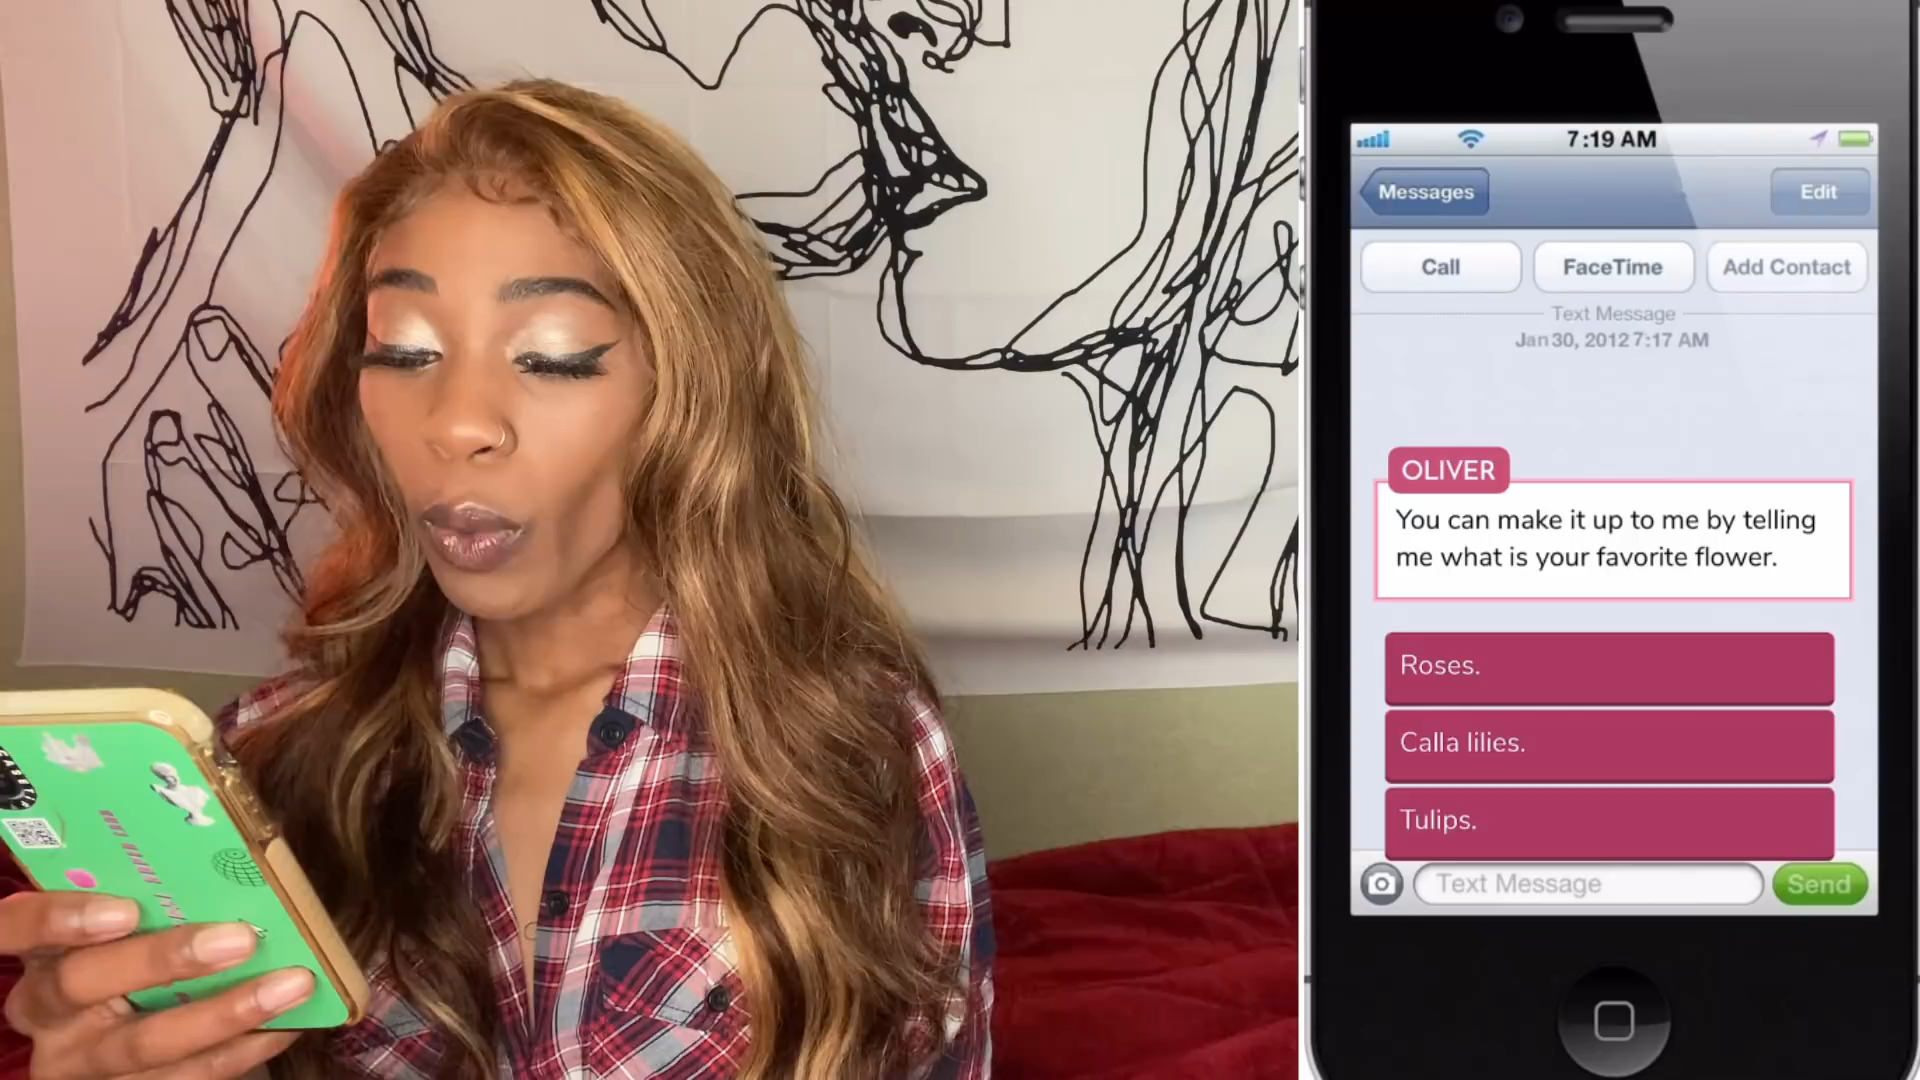 7:19 AM
Messages
Edit
Call
FaceTime
Add Contact
Text Message
Jan 30, 2012 7:17 AM
OLIVER
You can make it up to me by telling
me what is your favorite flower.
Roses.
Calla lilies.
Tulips.
Text Message
Send